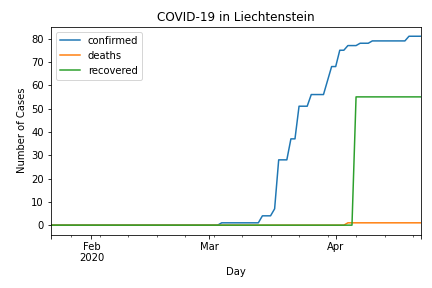 COVID-19 in Liechtenstein
confirmed
deaths
recovered
Number of Cases
80
70
60
50
40
30
20
10
0
Feb
2020
Mar
Apr
Day